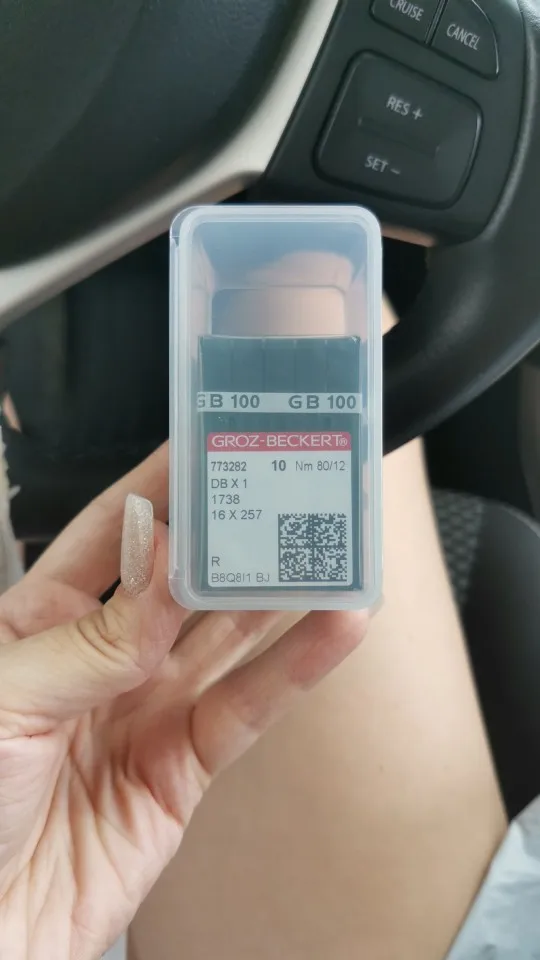 CRUISE
CANCEL
RES +
SET −
GB 100 GB 100
GROZ-BECKERT®
773282 10 Nm 80/12
DB X 1
1738
16 X 257
R
B8Q8I1 BJ